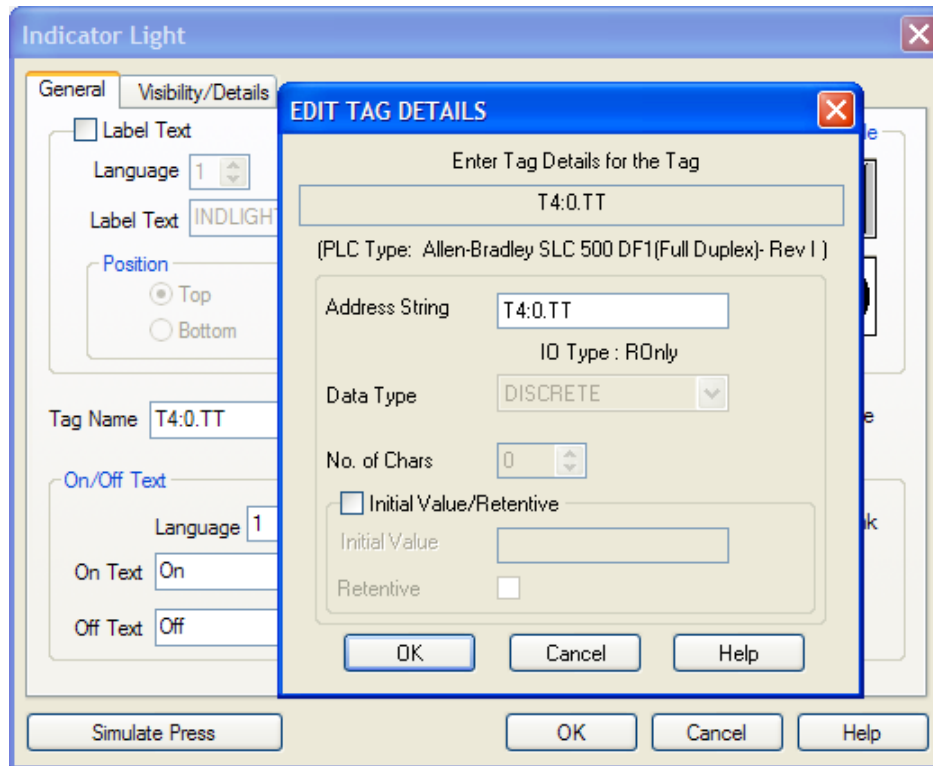 Indicator Light
General
Visibility/Details
Label Text
Language 1
Label Text INDLIGHT
Position
Top
Bottom
Tag Name T4:0.TT
On/Off Text
Language 1
On Text On
Off Text Off
Simulate Press
OK
Cancel
Help
EDIT TAG DETAILS
Enter Tag Details for the Tag
T4:0.TT
(PLC Type: Allen-Bradley SLC 500 DF1(Full Duplex)- Rev I )
Address String T4:0.TT
IO Type : ROnly
Data Type DISCRETE
No. of Chars 0
Initial Value/Retentive
Initial Value
Retentive
OK
Cancel
Help